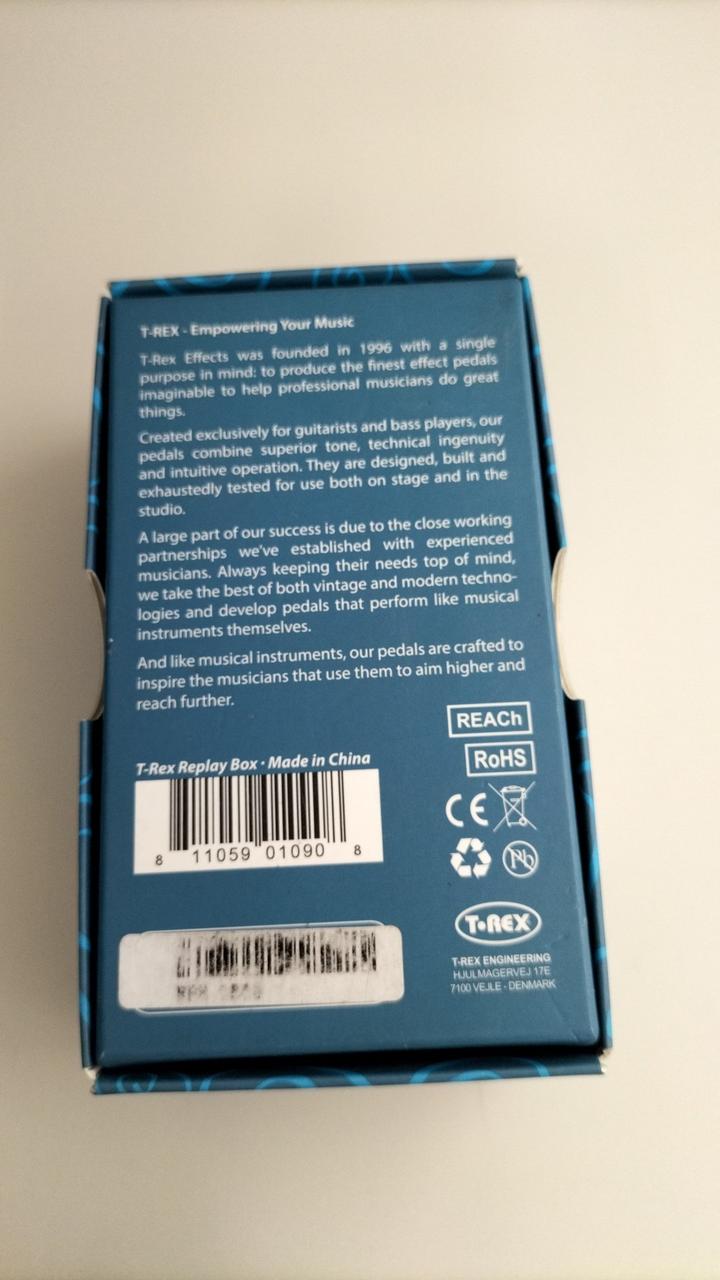 T-REX - Empowering Your Music
T-Rex Effects was founded in 1996 with a single
purpose in mind: to produce the finest effect pedals
imaginable to help professional musicians do great
things.
Created exclusively for guitarists and bass players, our
pedals combine superior tone, technical ingenuity
and intuitive operation. They are designed, built and
exhaustedly tested for use both on stage and in the
studio.
A large part of our success is due to the close working
partnerships we've established with experienced
musicians. Always keeping their needs top of mind,
we take the best of both vintage and modern techno-
logies and develop pedals that perform like musical
instruments themselves.
And like musical instruments, our pedals are crafted to
inspire the musicians that use them to aim higher and
reach further.
REACh
RoHS
T-Rex Replay Box · Made in China
8 11059 01090 8
CE
Pb
T•REX
T-REX ENGINEERING
HJULMAGERVEJ 17E
7100 VEJLE - DENMARK